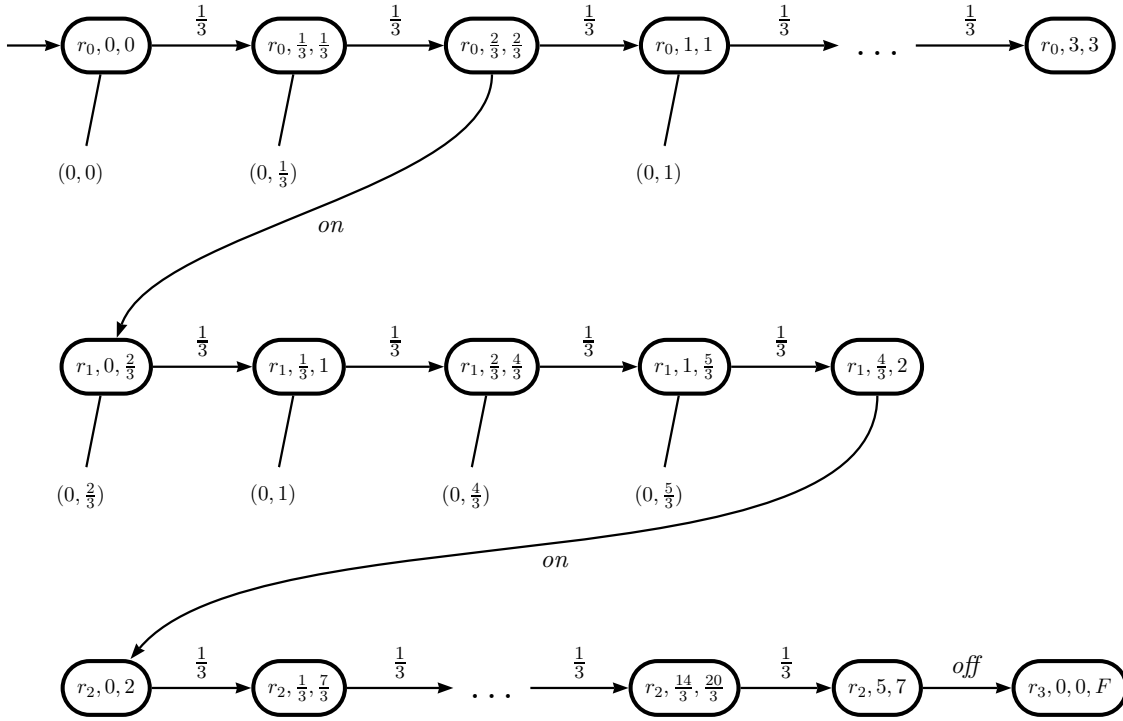 1/3 1/3 1/3 1/3 1/3
r₀, 0, 0 r₀, 1/3, 1/3 r₀, 2/3, 2/3 r₀, 1, 1 ... r₀, 3, 3
(0, 0) (0, 1/3) (0, 1)
on
1/3 1/3 1/3 1/3
r₁, 0, 2/3 r₁, 1/3, 1 r₁, 2/3, 4/3 r₁, 1, 5/3 r₁, 4/3, 2
(0, 2/3) (0, 1) (0, 4/3) (0, 5/3)
on
1/3 1/3 1/3 1/3 off
r₂, 0, 2 r₂, 1/3, 7/3 ... r₂, 14/3, 20/3 r₂, 5, 7 r₃, 0, 0, F